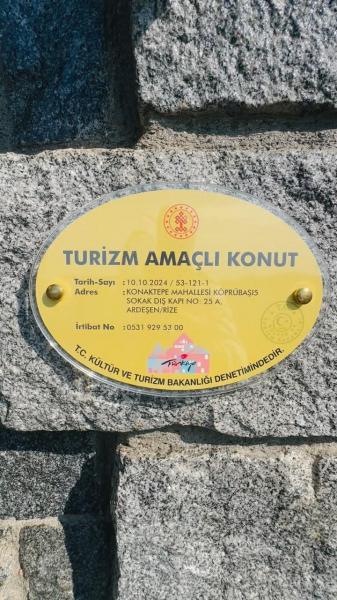 TURİZM AMAÇLI KONUT
Tarih-Sayı : 10.10.2024 / 53-121-1
Adres : KONAKTEPE MAHALLESİ KÖPRÜBAŞI5
SOKAK DIŞ KAPI NO: 25 A,
ARDEŞEN/RİZE
İrtibat No : 0531 929 53 00
Türkiye
T.C. KÜLTÜR VE TURİZM BAKANLIĞI DENETİMİNDEDİR.